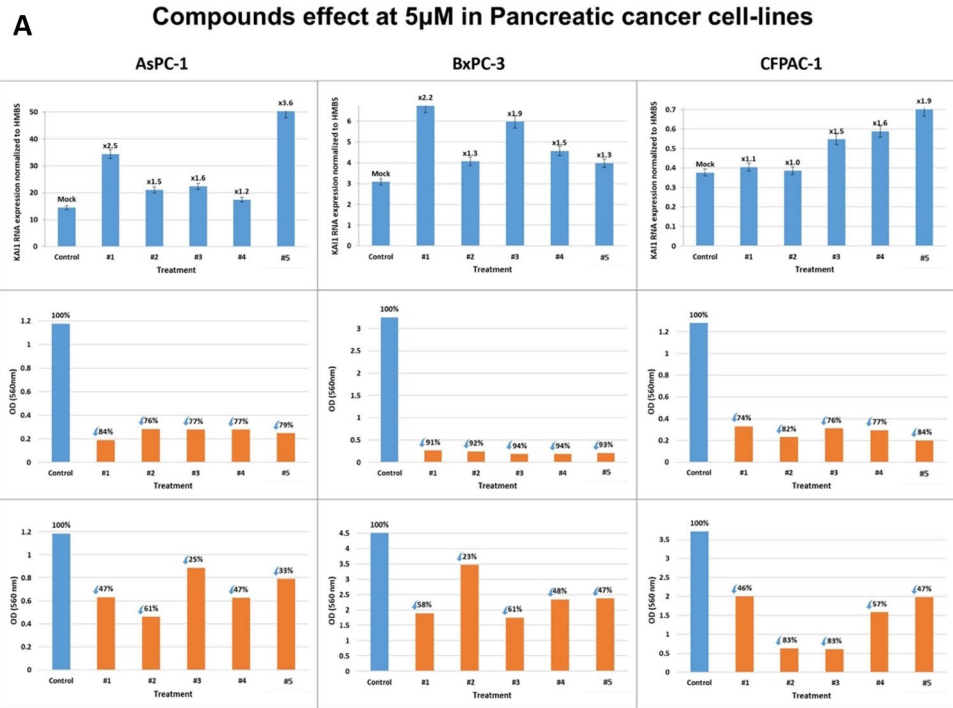 A
Compounds effect at 5µM in Pancreatic cancer cell-lines
AsPC-1
BxPC-3
CFPAC-1
KAI1 RNA expression normalized to HMBS
50
40
30
20
10
0
Mock
x2.5
x1.5
x1.6
x1.2
x3.6
Control #1 #2 #3 #4 #5
Treatment
KAI1 RNA expression normalized to HMBS
6
5
4
3
2
1
0
Mock
x2.2
x1.3
x1.9
x1.5
x1.3
Control #1 #2 #3 #4 #5
Treatment
KAI1 RNA expression normalized to HMBS
0.7
0.6
0.5
0.4
0.3
0.2
0.1
0
Mock
x1.1
x1.0
x1.5
x1.6
x1.9
Control #1 #2 #3 #4 #5
Treatment
OD (560nm)
1.2
1
0.8
0.6
0.4
0.2
0
100%
84%
76%
77%
77%
79%
Control #1 #2 #3 #4 #5
Treatment
OD (560nm)
3
2.5
2
1.5
1
0.5
0
100%
91%
92%
94%
94%
93%
Control #1 #2 #3 #4 #5
Treatment
OD (560nm)
1.2
1
0.8
0.6
0.4
0.2
0
100%
74%
82%
76%
77%
84%
Control #1 #2 #3 #4 #5
Treatment
OD (560 nm)
1.2
1
0.8
0.6
0.4
0.2
0
100%
47%
61%
25%
47%
33%
Control #1 #2 #3 #4 #5
Treatment
OD (560 nm)
4.5
4
3.5
3
2.5
2
1.5
1
0.5
0
100%
58%
23%
61%
48%
47%
Control #1 #2 #3 #4 #5
Treatment
OD (560 nm)
3.5
3
2.5
2
1.5
1
0.5
0
100%
46%
83%
83%
57%
47%
Control #1 #2 #3 #4 #5
Treatment